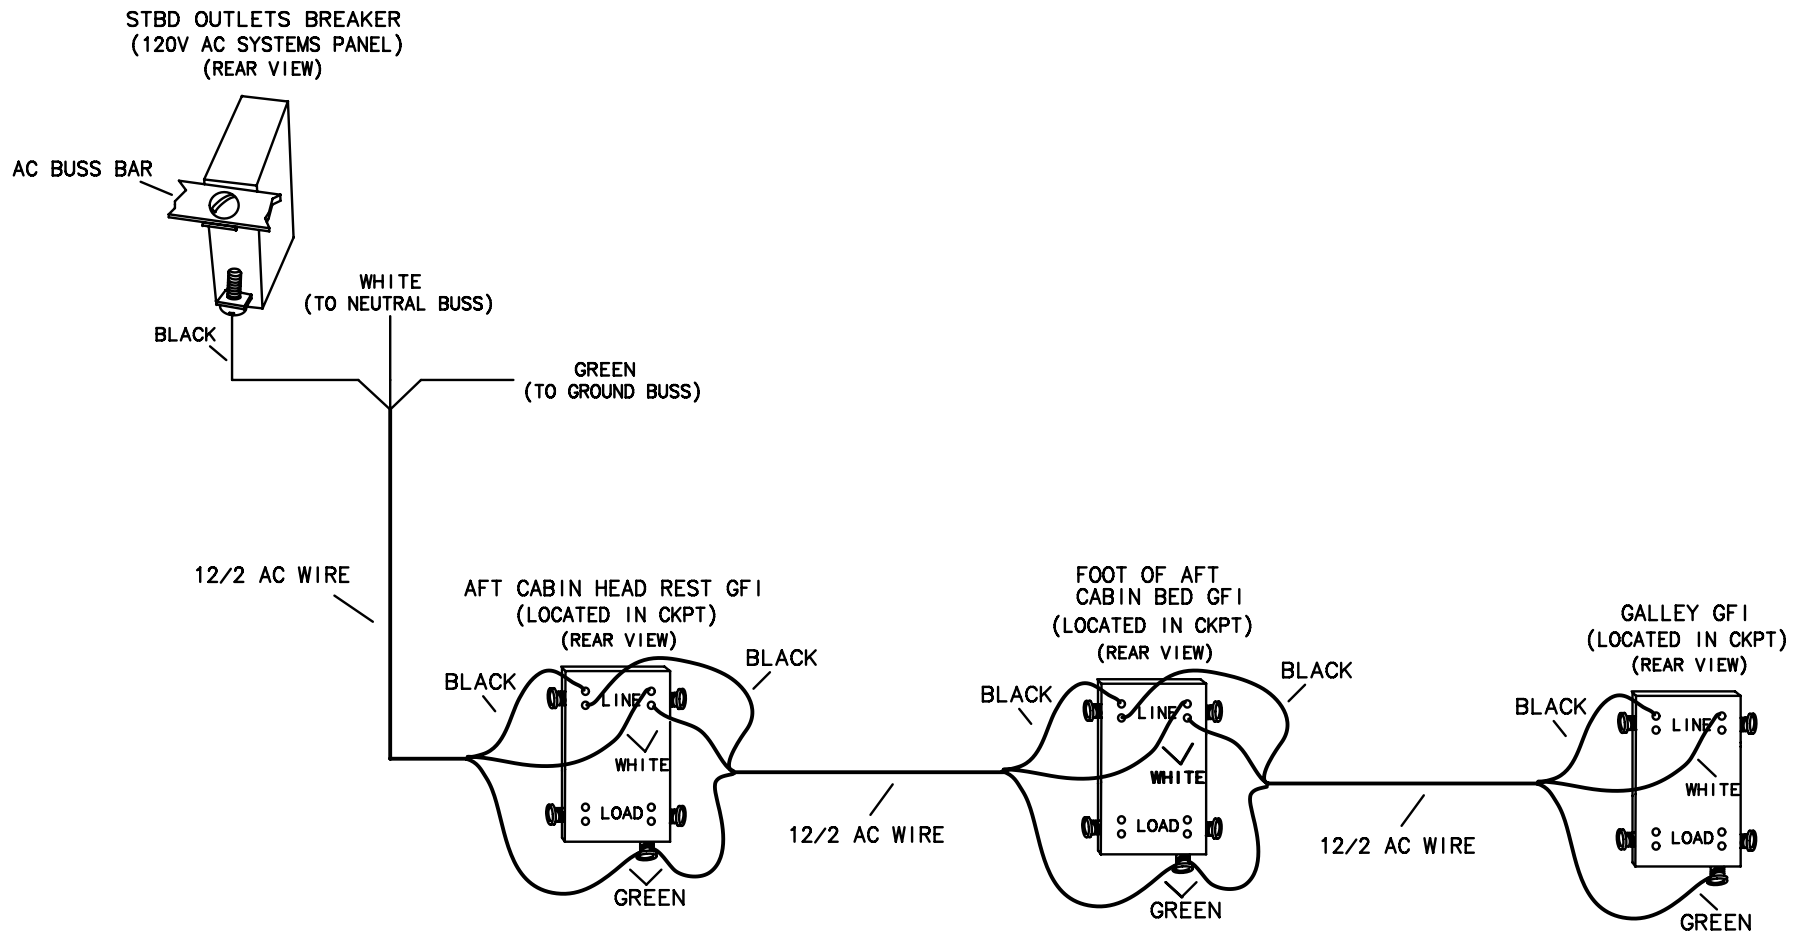 STBD OUTLETS BREAKER
(120V AC SYSTEMS PANEL)
(REAR VIEW)
AC BUSS BAR
WHITE
(TO NEUTRAL BUSS)
BLACK
GREEN
(TO GROUND BUSS)
12/2 AC WIRE
AFT CABIN HEAD REST GFI
(LOCATED IN CKPT)
(REAR VIEW)
BLACK
BLACK
LINE
WHITE
LOAD
GREEN
12/2 AC WIRE
FOOT OF AFT
CABIN BED GFI
(LOCATED IN CKPT)
(REAR VIEW)
BLACK
BLACK
LINE
WHITE
LOAD
GREEN
12/2 AC WIRE
GALLEY GFI
(LOCATED IN CKPT)
(REAR VIEW)
BLACK
LINE
WHITE
LOAD
GREEN